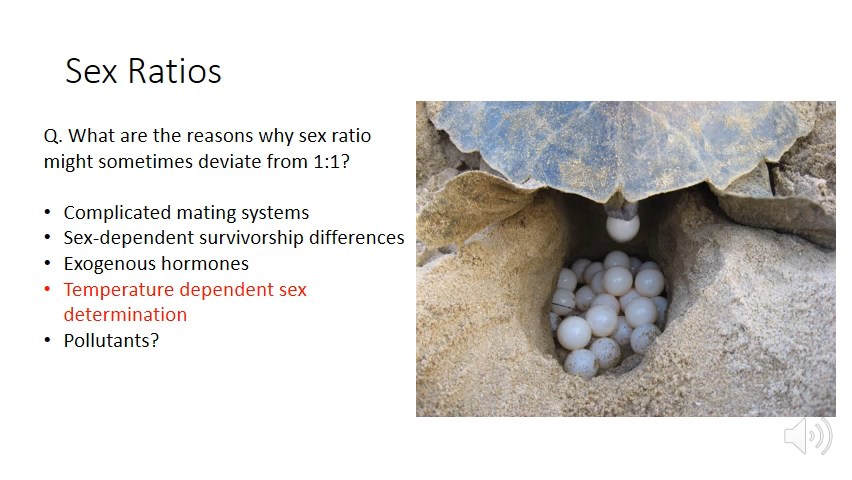 Sex Ratios
Q. What are the reasons why sex ratio
might sometimes deviate from 1:1?
• Complicated mating systems
• Sex-dependent survivorship differences
• Exogenous hormones
• Temperature dependent sex
determination
• Pollutants?